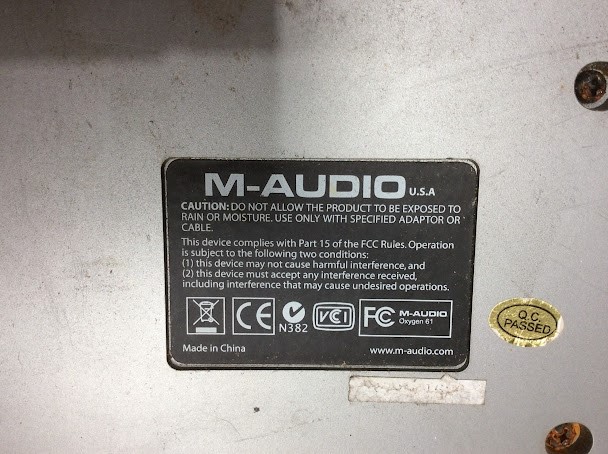 M-AUDIO U.S.A
CAUTION: DO NOT ALLOW THE PRODUCT TO BE EXPOSED TO
RAIN OR MOISTURE. USE ONLY WITH SPECIFIED ADAPTOR OR
CABLE.
This device complies with Part 15 of the FCC Rules. Operation
is subject to the following two conditions:
(1) this device may not cause harmful interference, and
(2) this device must accept any interference received,
including interference that may cause undesired operations.
CE N382 VCI FC M-AUDIO
Oxygen 61
Made in China www.m-audio.com
Q.C.
PASSED